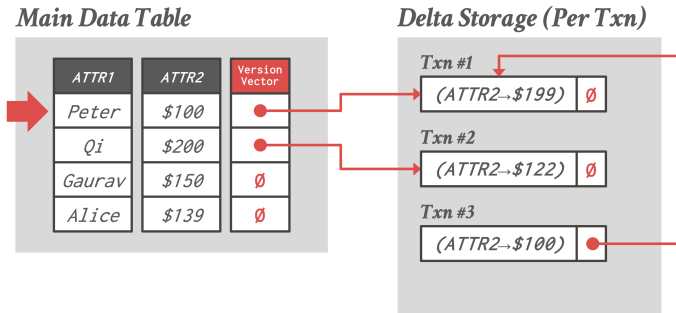 Main Data Table
ATTR1 ATTR2 Version Vector
Peter $100
Qi $200
Gaurav $150 Ø
Alice $139 Ø
Delta Storage (Per Txn)
Txn #1
(ATTR2→$199) Ø
Txn #2
(ATTR2→$122) Ø
Txn #3
(ATTR2→$100)